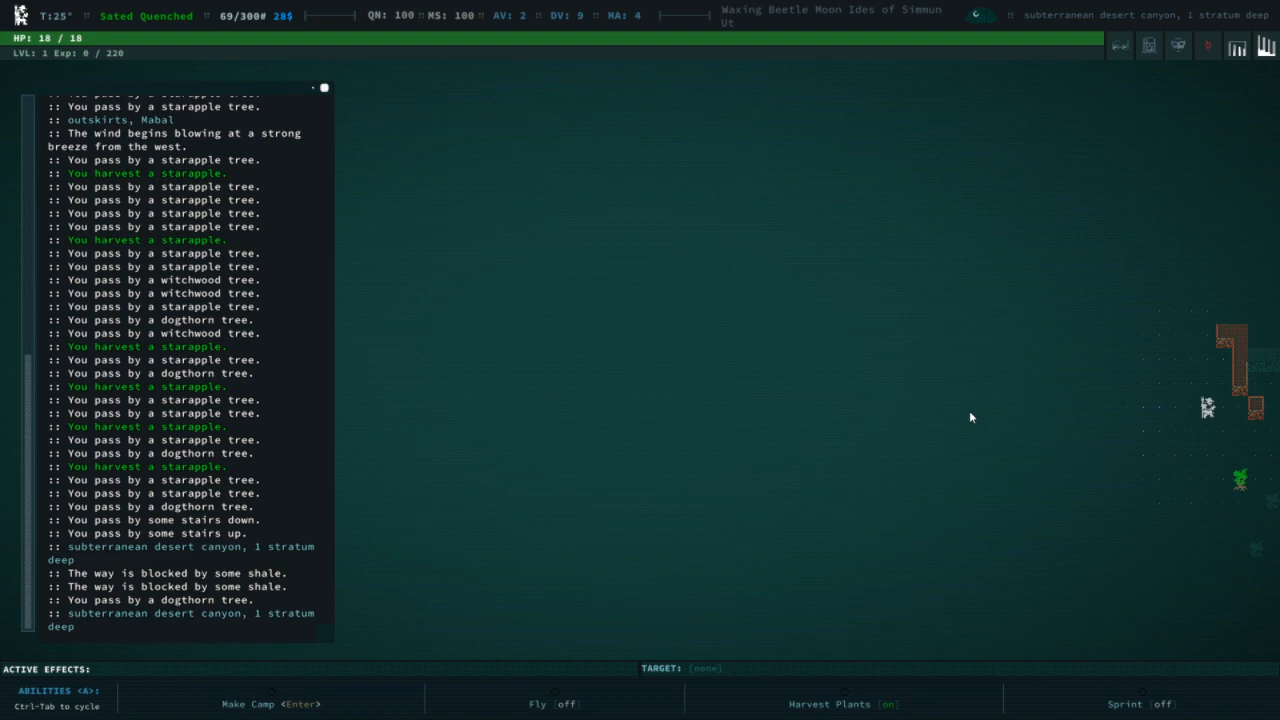 T:25° :: Sated Quenched :: 69/300# 28$ QN: 100 :: MS: 100 :: AV: 2 :: DV: 9 :: MA: 4 Waxing Beetle Moon Ides of Simmun :: subterranean desert canyon, 1 stratum deep
Ut
HP: 18 / 18
LVL: 1 Exp: 0 / 220
:: You pass by a starapple tree.
:: outskirts, Mabal
:: The wind begins blowing at a strong
breeze from the west.
:: You pass by a starapple tree.
:: You harvest a starapple.
:: You pass by a starapple tree.
:: You pass by a starapple tree.
:: You pass by a starapple tree.
:: You pass by a starapple tree.
:: You harvest a starapple.
:: You pass by a starapple tree.
:: You pass by a starapple tree.
:: You pass by a witchwood tree.
:: You pass by a witchwood tree.
:: You pass by a starapple tree.
:: You pass by a dogthorn tree.
:: You pass by a witchwood tree.
:: You harvest a starapple.
:: You pass by a starapple tree.
:: You pass by a dogthorn tree.
:: You harvest a starapple.
:: You pass by a starapple tree.
:: You pass by a starapple tree.
:: You harvest a starapple.
:: You pass by a starapple tree.
:: You pass by a dogthorn tree.
:: You harvest a starapple.
:: You pass by a starapple tree.
:: You pass by a starapple tree.
:: You pass by a dogthorn tree.
:: You pass by some stairs down.
:: You pass by some stairs up.
:: subterranean desert canyon, 1 stratum
deep
:: The way is blocked by some shale.
:: The way is blocked by some shale.
:: You pass by a dogthorn tree.
:: subterranean desert canyon, 1 stratum
deep
ACTIVE EFFECTS: TARGET: [none]
ABILITIES <A>:
Ctrl-Tab to cycle
Make Camp <Enter> Fly [off] Harvest Plants [on] Sprint [off]